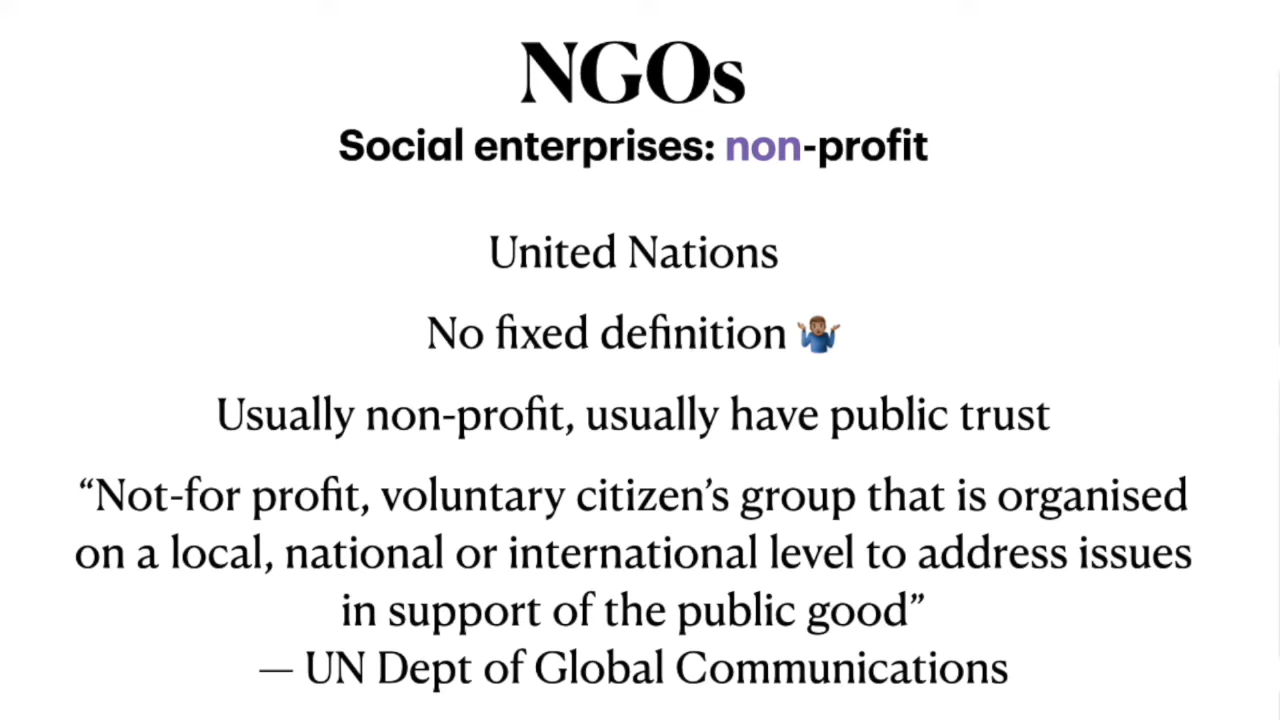 NGOs
Social enterprises: non-profit
United Nations
No fixed definition 🤷🏽‍♂️
Usually non-profit, usually have public trust
“Not-for profit, voluntary citizen’s group that is organised
on a local, national or international level to address issues
in support of the public good”
— UN Dept of Global Communications